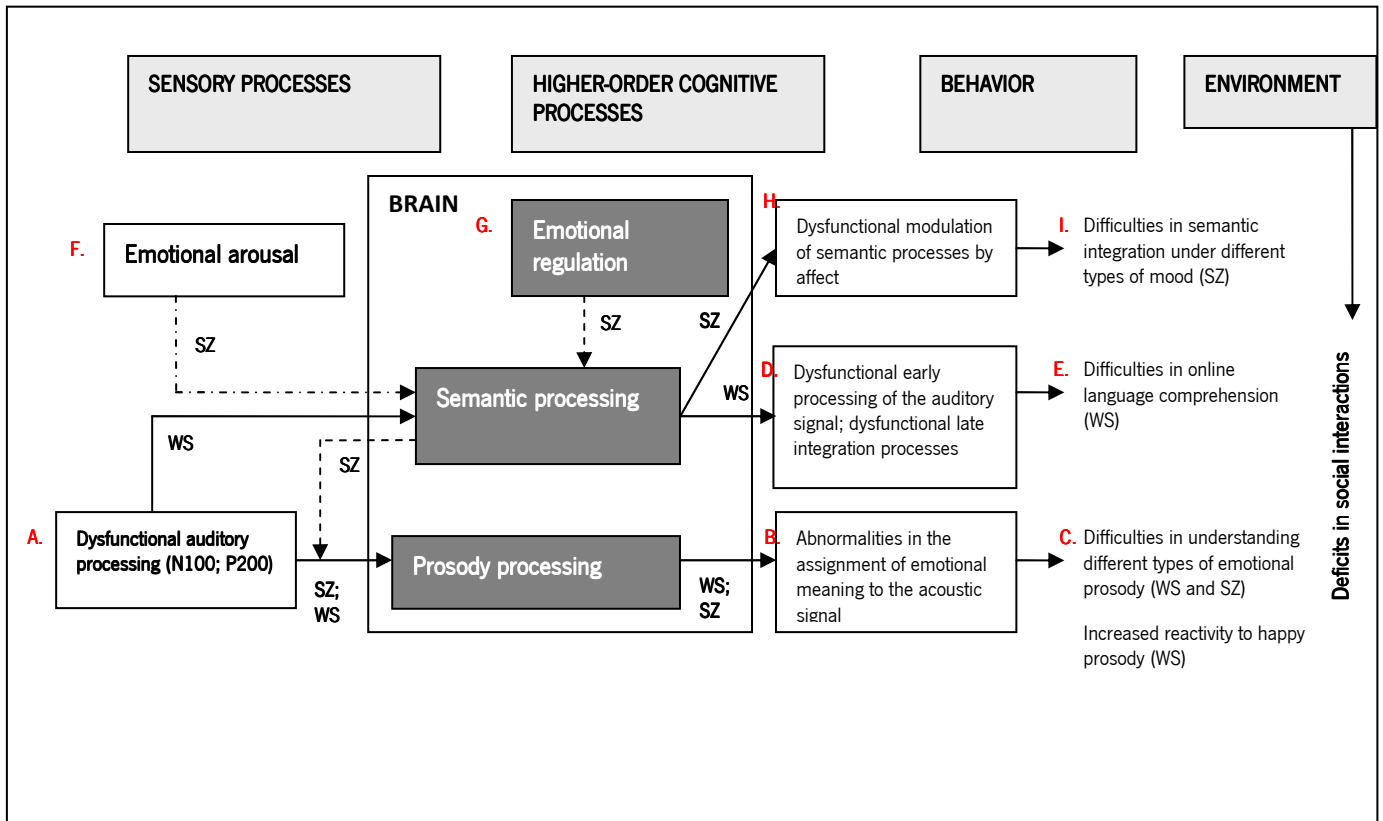 SENSORY PROCESSES
HIGHER-ORDER COGNITIVE
PROCESSES
BEHAVIOR
ENVIRONMENT
BRAIN
F.
Emotional arousal
G.
Emotional
regulation
H.
Dysfunctional modulation
of semantic processes by
affect
I.
Difficulties in semantic
integration under different
types of mood (SZ)
SZ
SZ
SZ
Semantic processing
WS
D.
Dysfunctional early
processing of the auditory
signal; dysfunctional late
integration processes
E.
Difficulties in online
language comprehension
(WS)
WS
SZ
A.
Dysfunctional auditory
processing (N100; P200)
SZ;
WS
Prosody processing
WS;
SZ
B.
Abnormalities in the
assignment of emotional
meaning to the acoustic
signal
C.
Difficulties in understanding
different types of emotional
prosody (WS and SZ)
Increased reactivity to happy
prosody (WS)
Deficits in social interactions